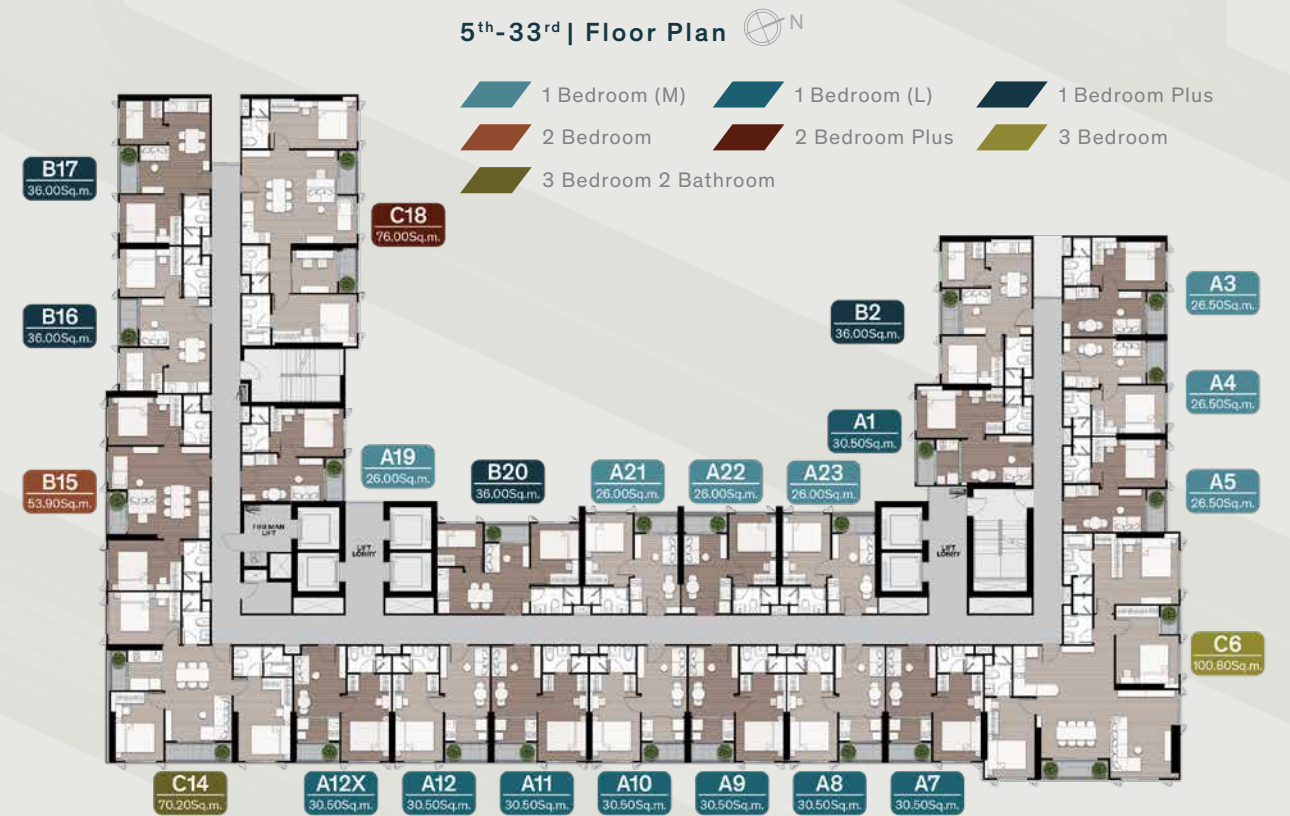 5th-33rd | Floor Plan
N
1 Bedroom (M)
1 Bedroom (L)
1 Bedroom Plus
2 Bedroom
2 Bedroom Plus
3 Bedroom
3 Bedroom 2 Bathroom
B17
36.00Sq.m.
C18
76.00Sq.m.
B16
36.00Sq.m.
B2
36.00Sq.m.
A3
26.50Sq.m.
A4
26.50Sq.m.
A1
30.50Sq.m.
A5
26.50Sq.m.
B15
53.90Sq.m.
A19
26.00Sq.m.
B20
36.00Sq.m.
A21
26.00Sq.m.
A22
26.00Sq.m.
A23
26.00Sq.m.
FIREMAN
LIFT
LIFT
LOBBY
LIFT
LOBBY
C6
100.80Sq.m.
C14
70.20Sq.m.
A12X
30.50Sq.m.
A12
30.50Sq.m.
A11
30.50Sq.m.
A10
30.50Sq.m.
A9
30.50Sq.m.
A8
30.50Sq.m.
A7
30.50Sq.m.